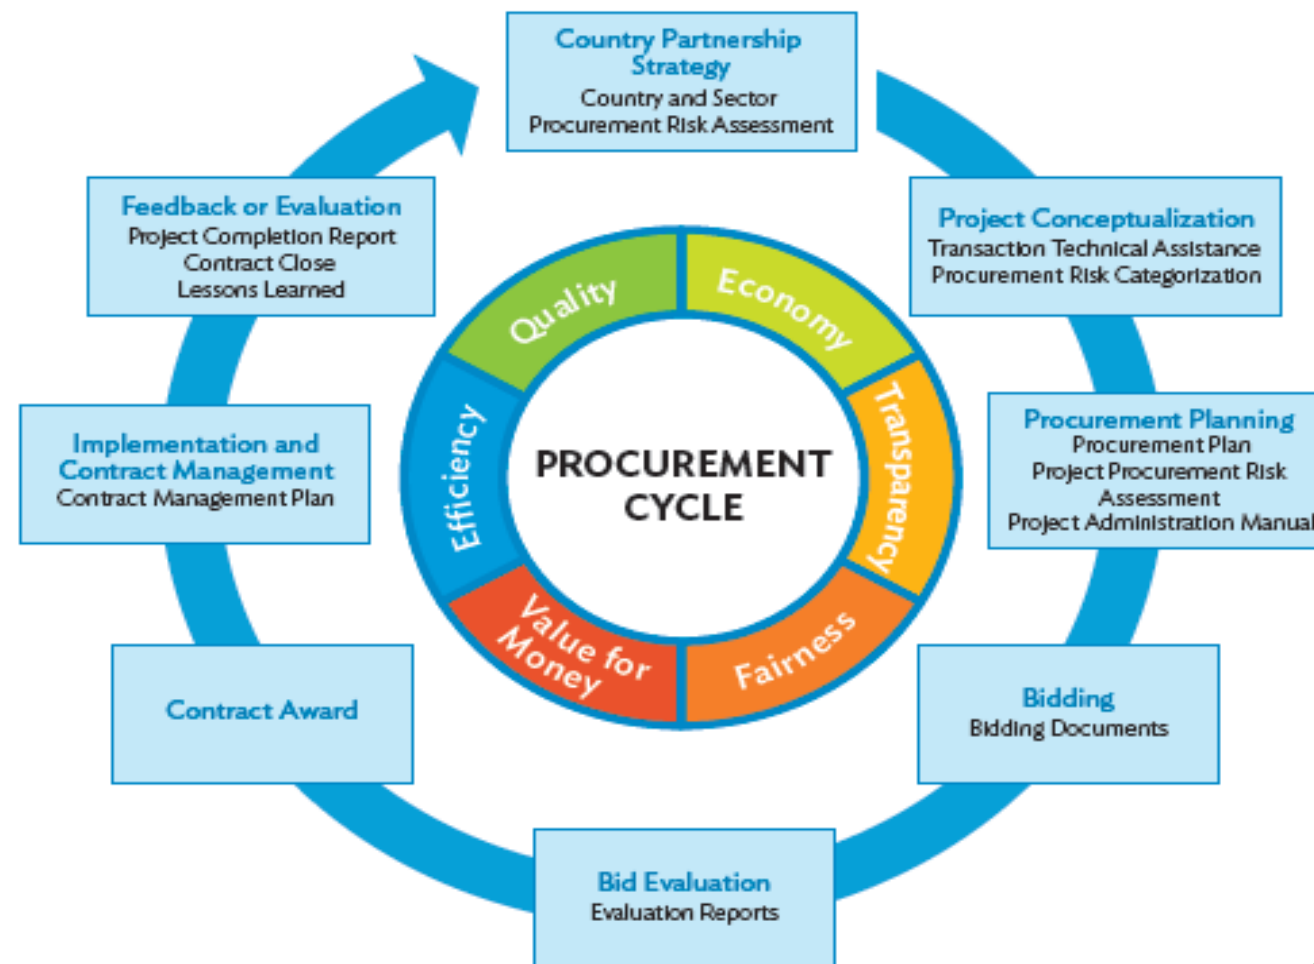 Country Partnership
Strategy
Country and Sector
Procurement Risk Assessment
Project Conceptualization
Transaction Technical Assistance
Procurement Risk Categorization
Procurement Planning
Procurement Plan
Project Procurement Risk
Assessment
Project Administration Manual
Bidding
Bidding Documents
Bid Evaluation
Evaluation Reports
Contract Award
Implementation and
Contract Management
Contract Management Plan
Feedback or Evaluation
Project Completion Report
Contract Close
Lessons Learned
Quality
Economy
Transparency
Fairness
Value for
Money
Efficiency
PROCUREMENT
CYCLE